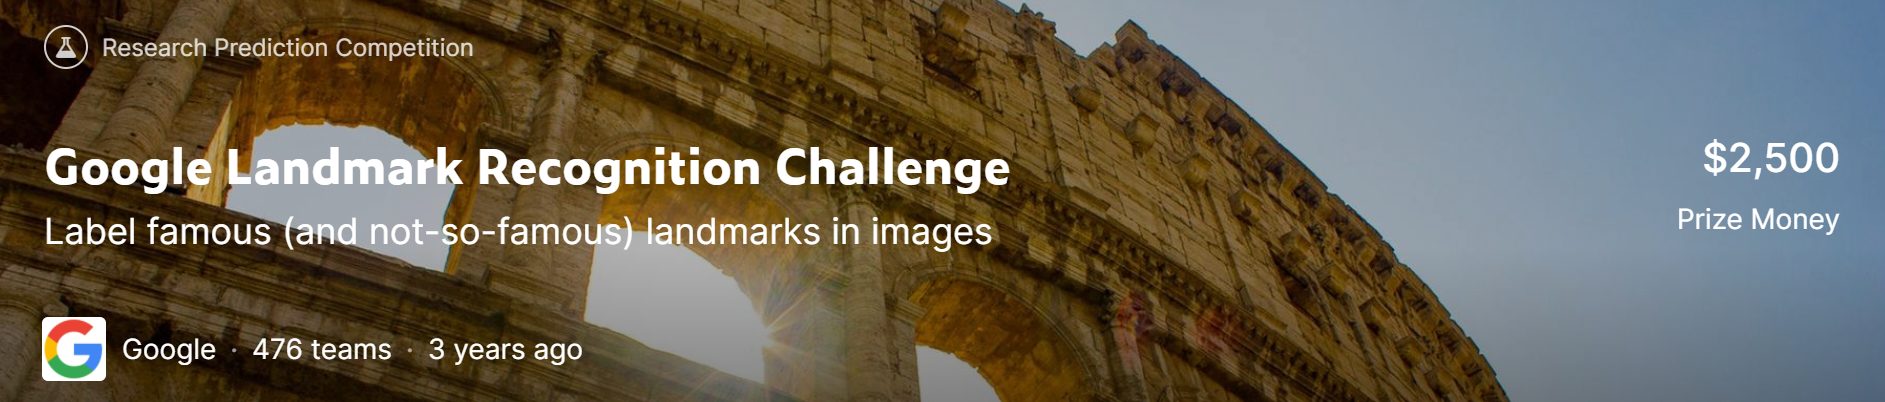 Research Prediction Competition
Google Landmark Recognition Challenge
Label famous (and not-so-famous) landmarks in images
$2,500
Prize Money
Google · 476 teams · 3 years ago